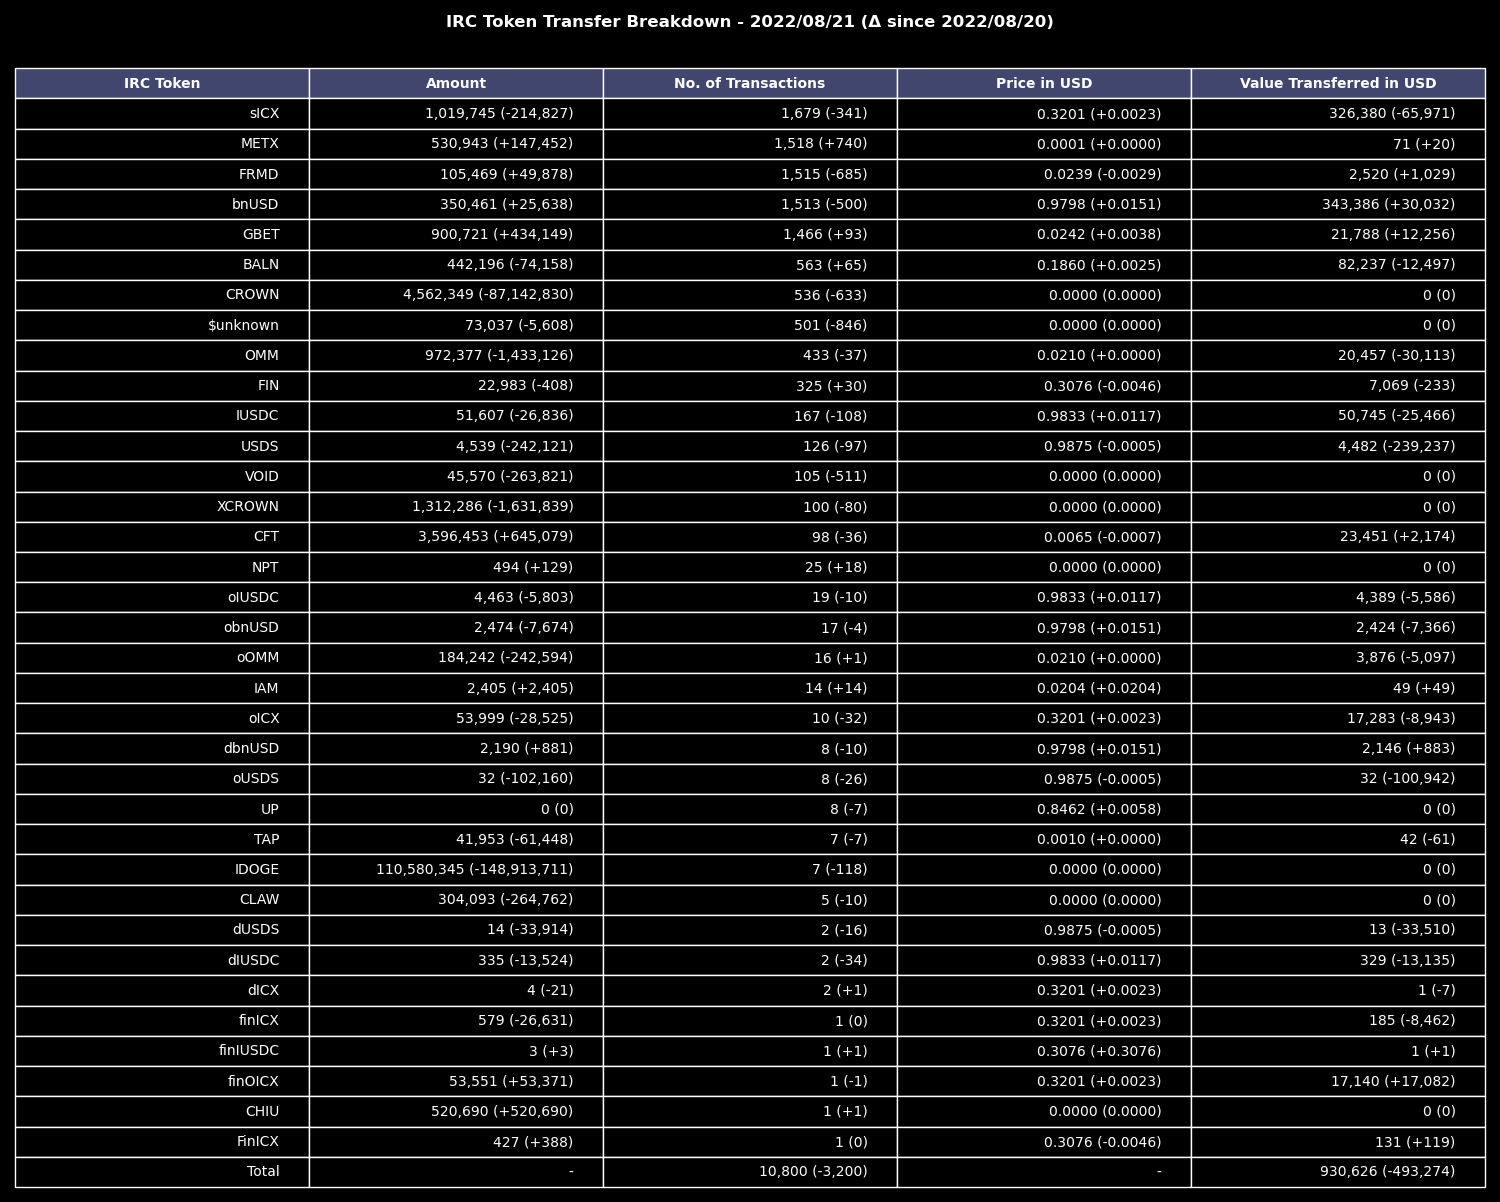 IRC Token Transfer Breakdown - 2022/08/21 (Δ since 2022/08/20)
IRC Token Amount No. of Transactions Price in USD Value Transferred in USD
sICX 1,019,745 (-214,827) 1,679 (-341) 0.3201 (+0.0023) 326,380 (-65,971)
METX 530,943 (+147,452) 1,518 (+740) 0.0001 (+0.0000) 71 (+20)
FRMD 105,469 (+49,878) 1,515 (-685) 0.0239 (-0.0029) 2,520 (+1,029)
bnUSD 350,461 (+25,638) 1,513 (-500) 0.9798 (+0.0151) 343,386 (+30,032)
GBET 900,721 (+434,149) 1,466 (+93) 0.0242 (+0.0038) 21,788 (+12,256)
BALN 442,196 (-74,158) 563 (+65) 0.1860 (+0.0025) 82,237 (-12,497)
CROWN 4,562,349 (-87,142,830) 536 (-633) 0.0000 (0.0000) 0 (0)
$unknown 73,037 (-5,608) 501 (-846) 0.0000 (0.0000) 0 (0)
OMM 972,377 (-1,433,126) 433 (-37) 0.0210 (+0.0000) 20,457 (-30,113)
FIN 22,983 (-408) 325 (+30) 0.3076 (-0.0046) 7,069 (-233)
IUSDC 51,607 (-26,836) 167 (-108) 0.9833 (+0.0117) 50,745 (-25,466)
USDS 4,539 (-242,121) 126 (-97) 0.9875 (-0.0005) 4,482 (-239,237)
VOID 45,570 (-263,821) 105 (-511) 0.0000 (0.0000) 0 (0)
XCROWN 1,312,286 (-1,631,839) 100 (-80) 0.0000 (0.0000) 0 (0)
CFT 3,596,453 (+645,079) 98 (-36) 0.0065 (-0.0007) 23,451 (+2,174)
NPT 494 (+129) 25 (+18) 0.0000 (0.0000) 0 (0)
oIUSDC 4,463 (-5,803) 19 (-10) 0.9833 (+0.0117) 4,389 (-5,586)
obnUSD 2,474 (-7,674) 17 (-4) 0.9798 (+0.0151) 2,424 (-7,366)
oOMM 184,242 (-242,594) 16 (+1) 0.0210 (+0.0000) 3,876 (-5,097)
IAM 2,405 (+2,405) 14 (+14) 0.0204 (+0.0204) 49 (+49)
oICX 53,999 (-28,525) 10 (-32) 0.3201 (+0.0023) 17,283 (-8,943)
dbnUSD 2,190 (+881) 8 (-10) 0.9798 (+0.0151) 2,146 (+883)
oUSDS 32 (-102,160) 8 (-26) 0.9875 (-0.0005) 32 (-100,942)
UP 0 (0) 8 (-7) 0.8462 (+0.0058) 0 (0)
TAP 41,953 (-61,448) 7 (-7) 0.0010 (+0.0000) 42 (-61)
IDOGE 110,580,345 (-148,913,711) 7 (-118) 0.0000 (0.0000) 0 (0)
CLAW 304,093 (-264,762) 5 (-10) 0.0000 (0.0000) 0 (0)
dUSDS 14 (-33,914) 2 (-16) 0.9875 (-0.0005) 13 (-33,510)
dIUSDC 335 (-13,524) 2 (-34) 0.9833 (+0.0117) 329 (-13,135)
dICX 4 (-21) 2 (+1) 0.3201 (+0.0023) 1 (-7)
finICX 579 (-26,631) 1 (0) 0.3201 (+0.0023) 185 (-8,462)
finIUSDC 3 (+3) 1 (+1) 0.3076 (+0.3076) 1 (+1)
finOICX 53,551 (+53,371) 1 (-1) 0.3201 (+0.0023) 17,140 (+17,082)
CHIU 520,690 (+520,690) 1 (+1) 0.0000 (0.0000) 0 (0)
FinICX 427 (+388) 1 (0) 0.3076 (-0.0046) 131 (+119)
Total - 10,800 (-3,200) - 930,626 (-493,274)